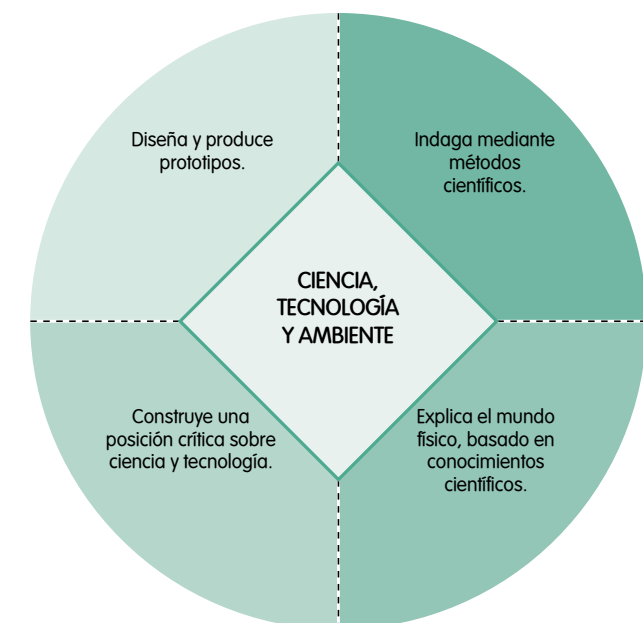 Diseña y produce
prototipos.
Indaga mediante
métodos
científicos.
CIENCIA,
TECNOLOGÍA
Y AMBIENTE
Construye una
posición crítica sobre
ciencia y tecnología.
Explica el mundo
físico, basado en
conocimientos
científicos.